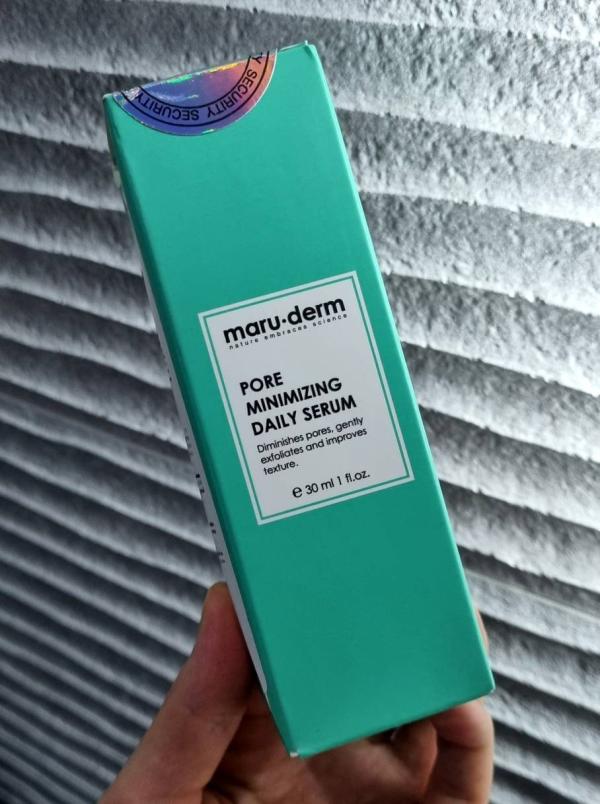 SECURITY
SECURITY
maru·derm
nature embraces science
PORE
MINIMIZING
DAILY SERUM
Diminishes pores, gently
exfoliates and improves
texture.
℮ 30 ml 1 fl.oz.